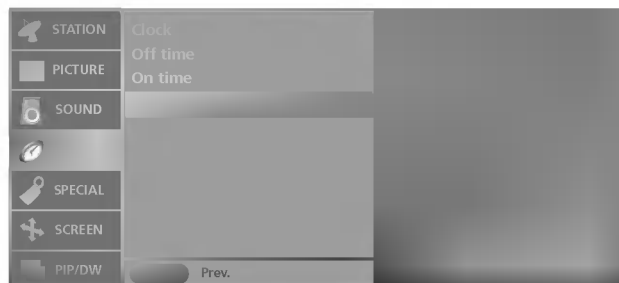 STATION
PICTURE
SOUND
SPECIAL
SCREEN
PIP/DW
Clock
Off time
On time
Prev.